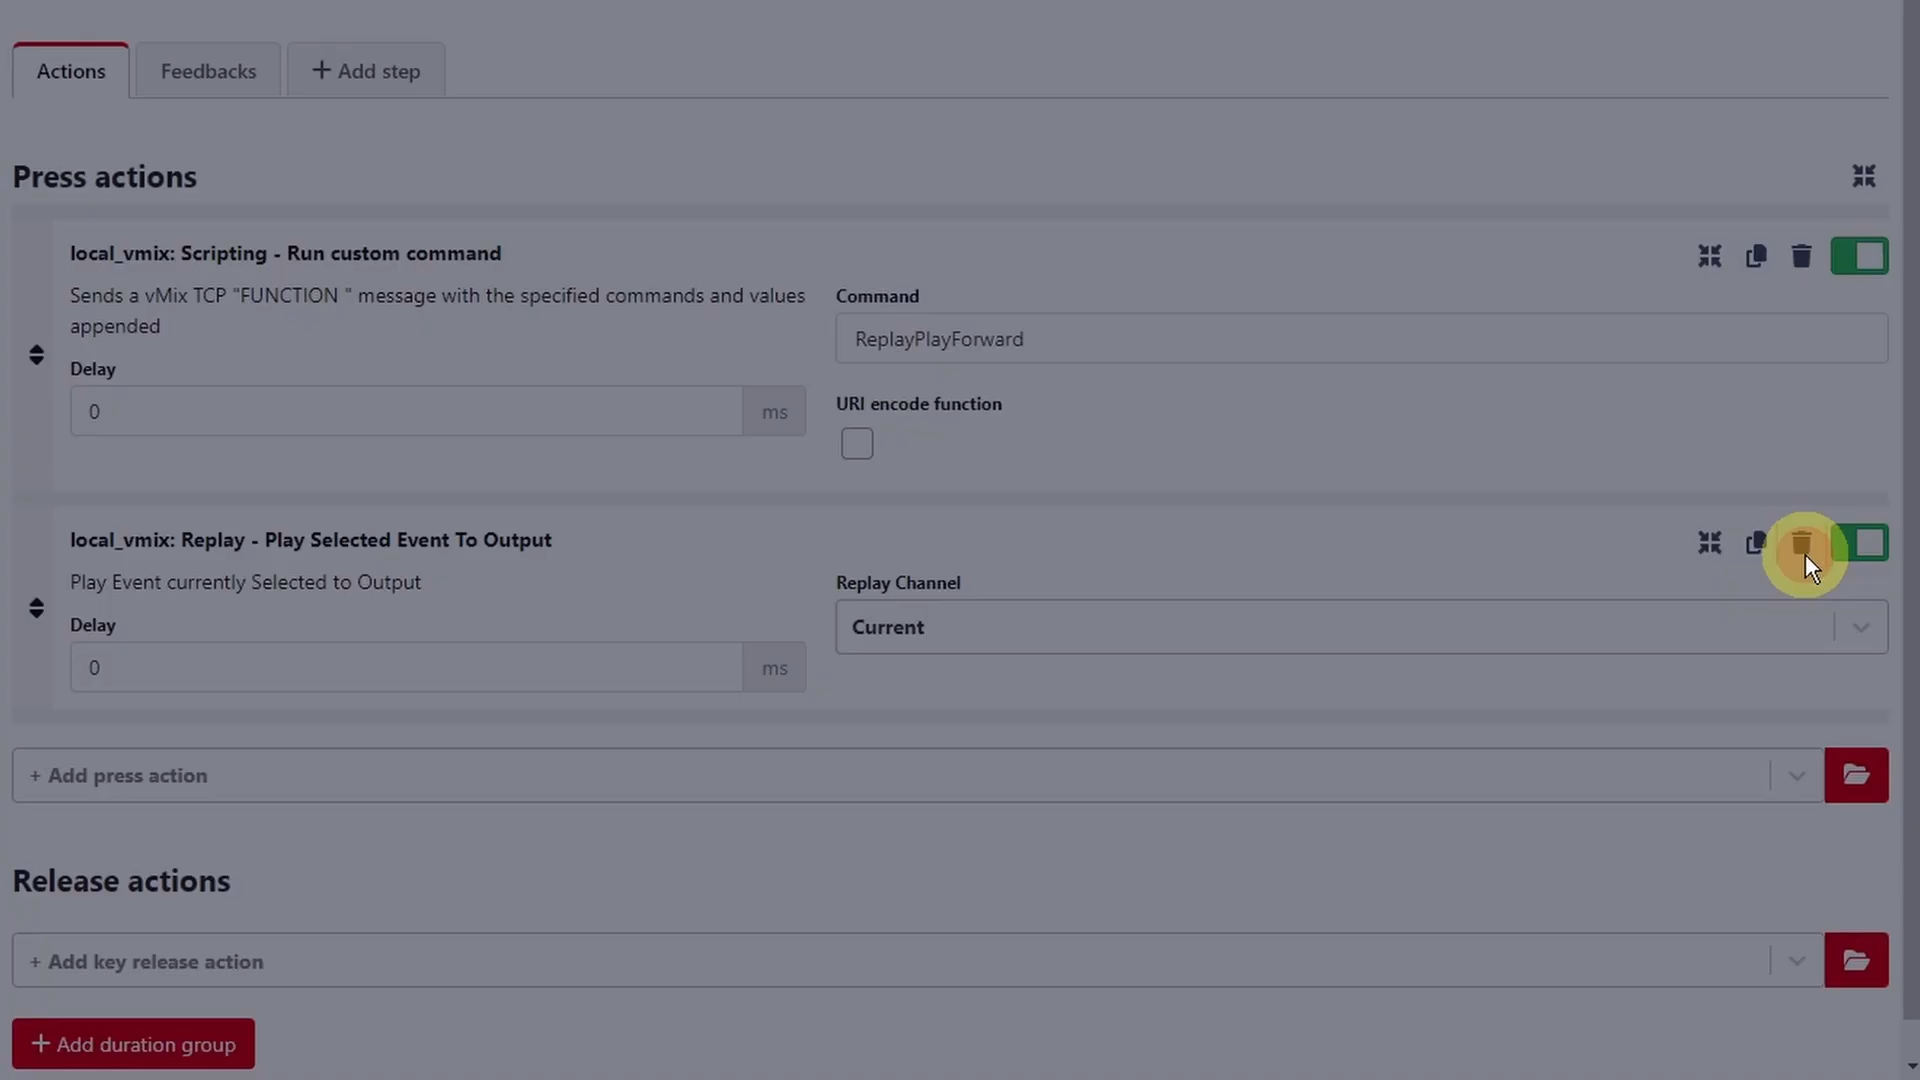 Actions
Feedbacks
+ Add step
Press actions
local_vmix: Scripting - Run custom command
Sends a vMix TCP "FUNCTION " message with the specified commands and values
appended
Command
ReplayPlayForward
Delay
0
ms
URI encode function
local_vmix: Replay - Play Selected Event To Output
Play Event currently Selected to Output
Replay Channel
Current
Delay
0
ms
+ Add press action
Release actions
+ Add key release action
+ Add duration group